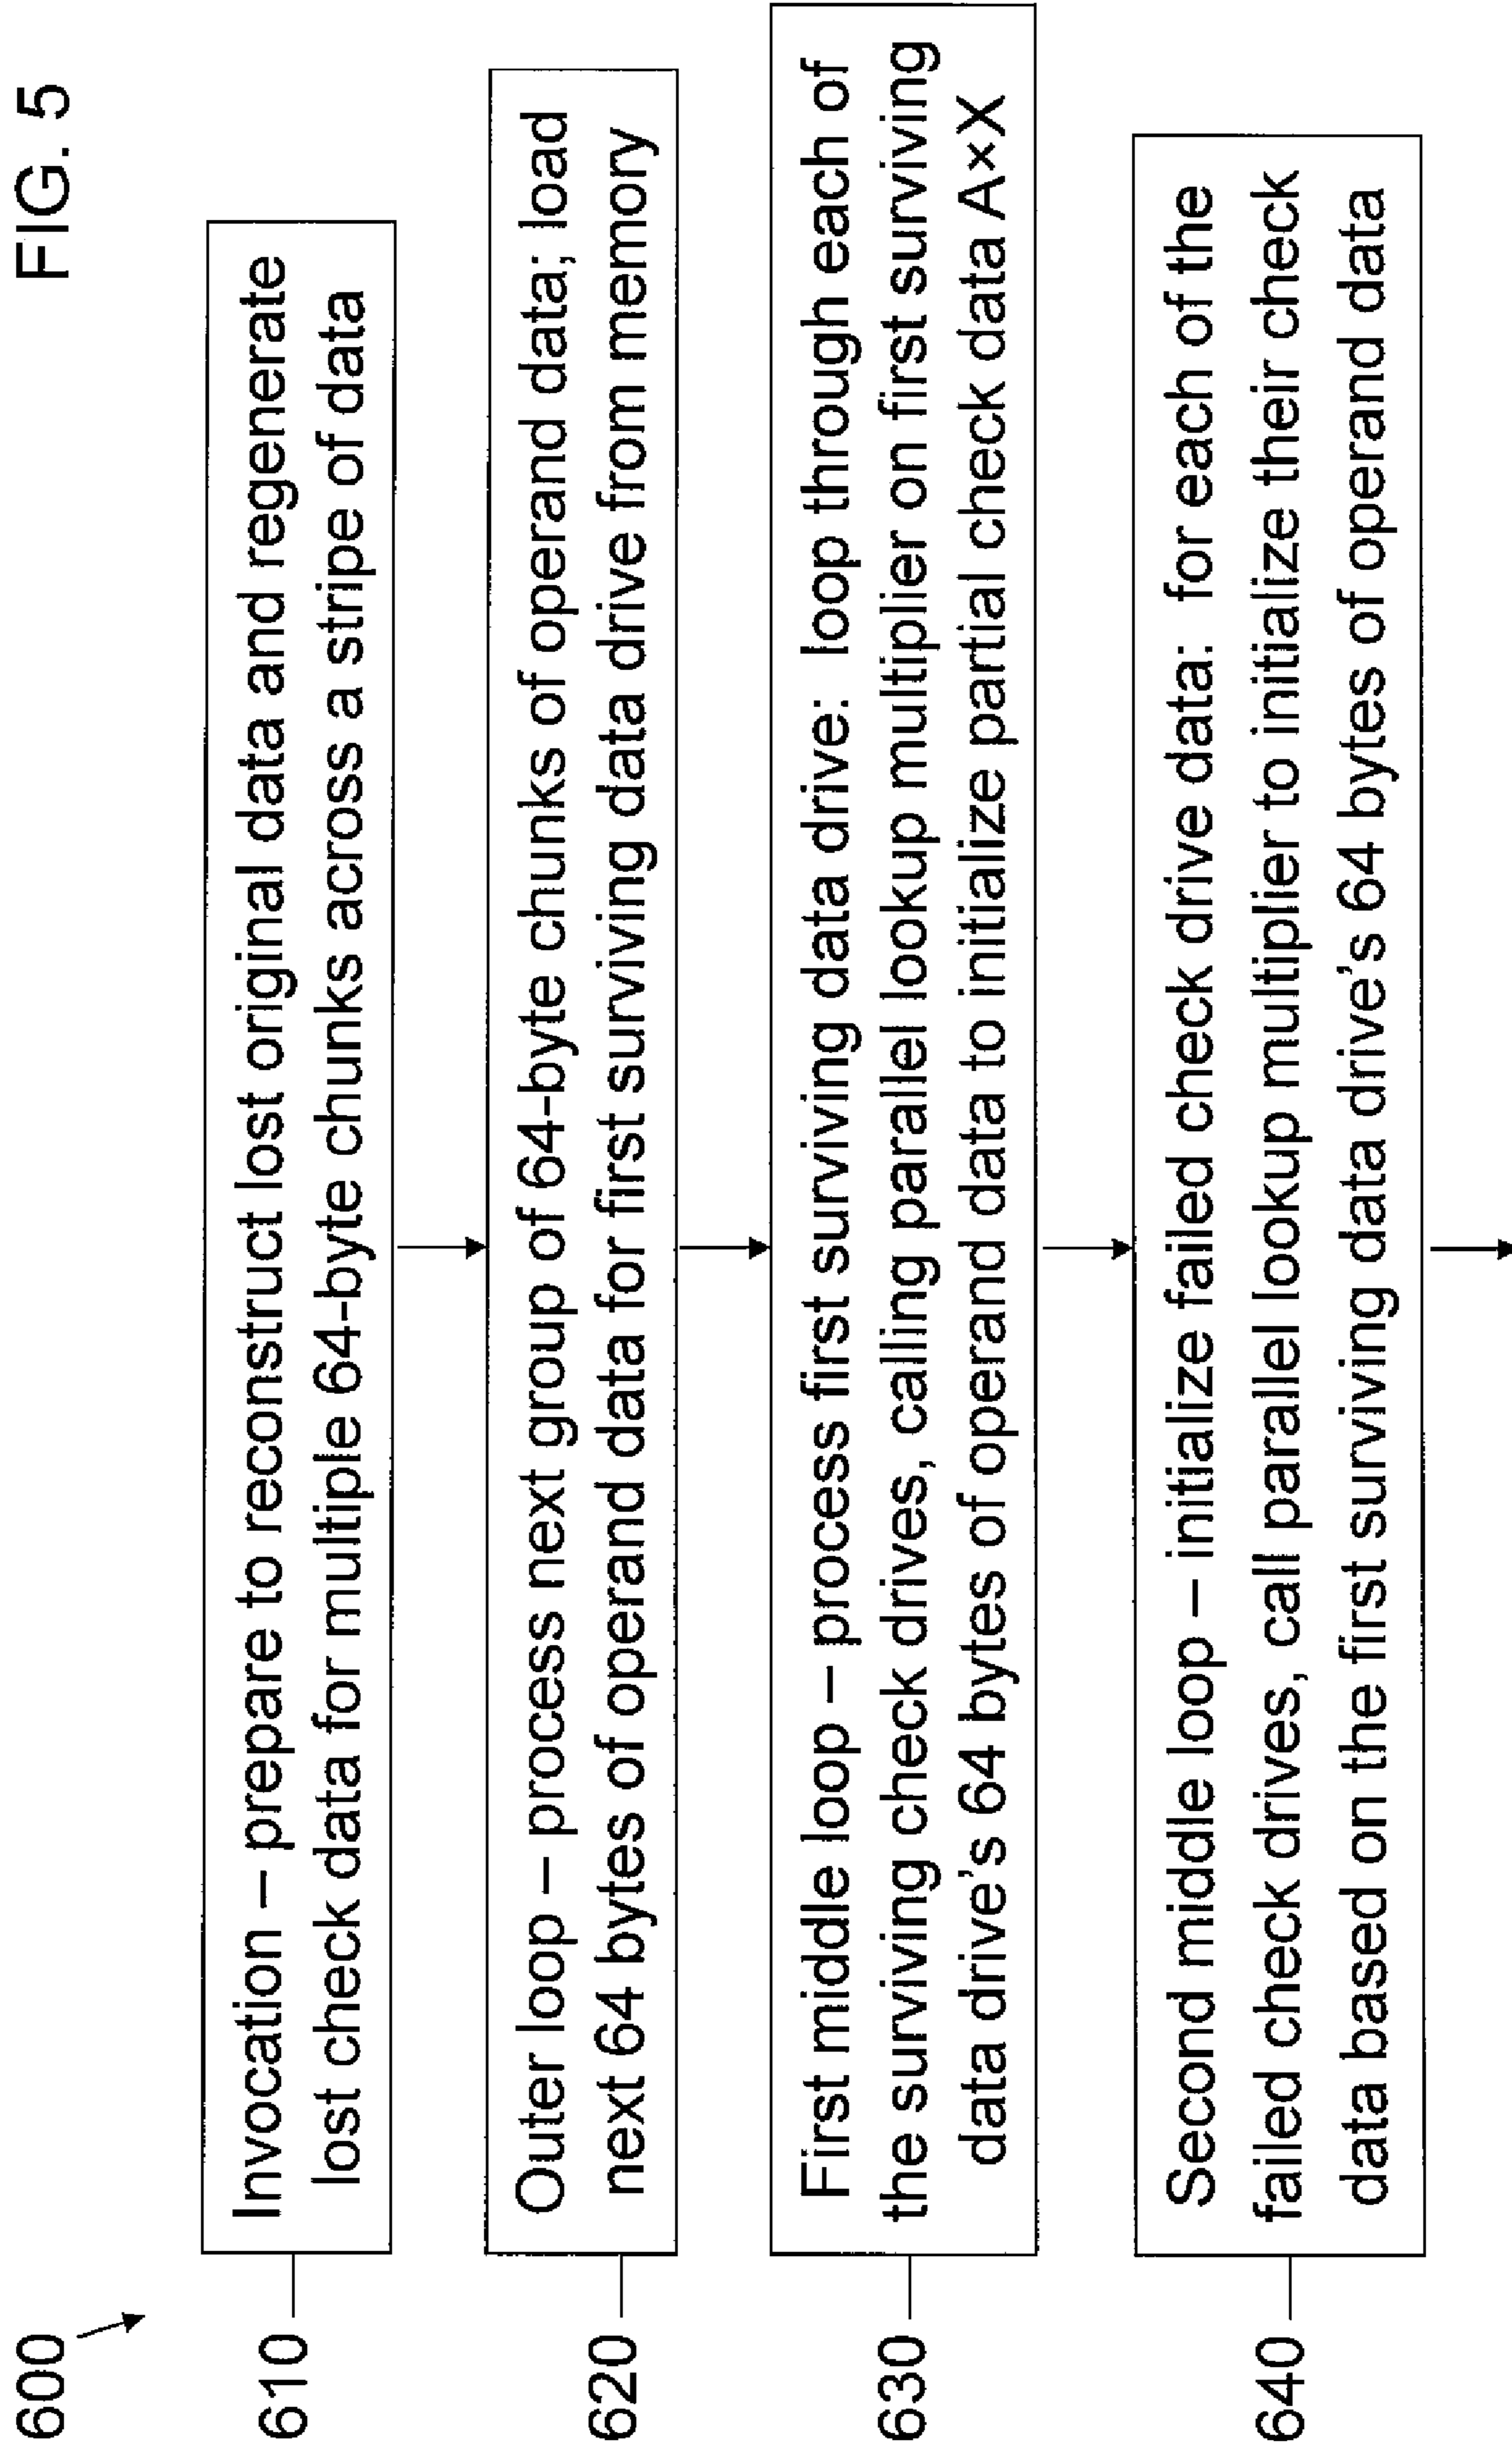 FIG. 5
600
610
Invocation – prepare to reconstruct lost original data and regenerate
lost check data for multiple 64-byte chunks across a stripe of data
620
Outer loop – process next group of 64-byte chunks of operand data; load
next 64 bytes of operand data for first surviving data drive from memory
630
First middle loop – process first surviving data drive: loop through each of
the surviving check drives, calling parallel lookup multiplier on first surviving
data drive's 64 bytes of operand data to initialize partial check data A×X
640
Second middle loop – initialize failed check drive data: for each of the
failed check drives, call parallel lookup multiplier to initialize their check
data based on the first surviving data drive's 64 bytes of operand data